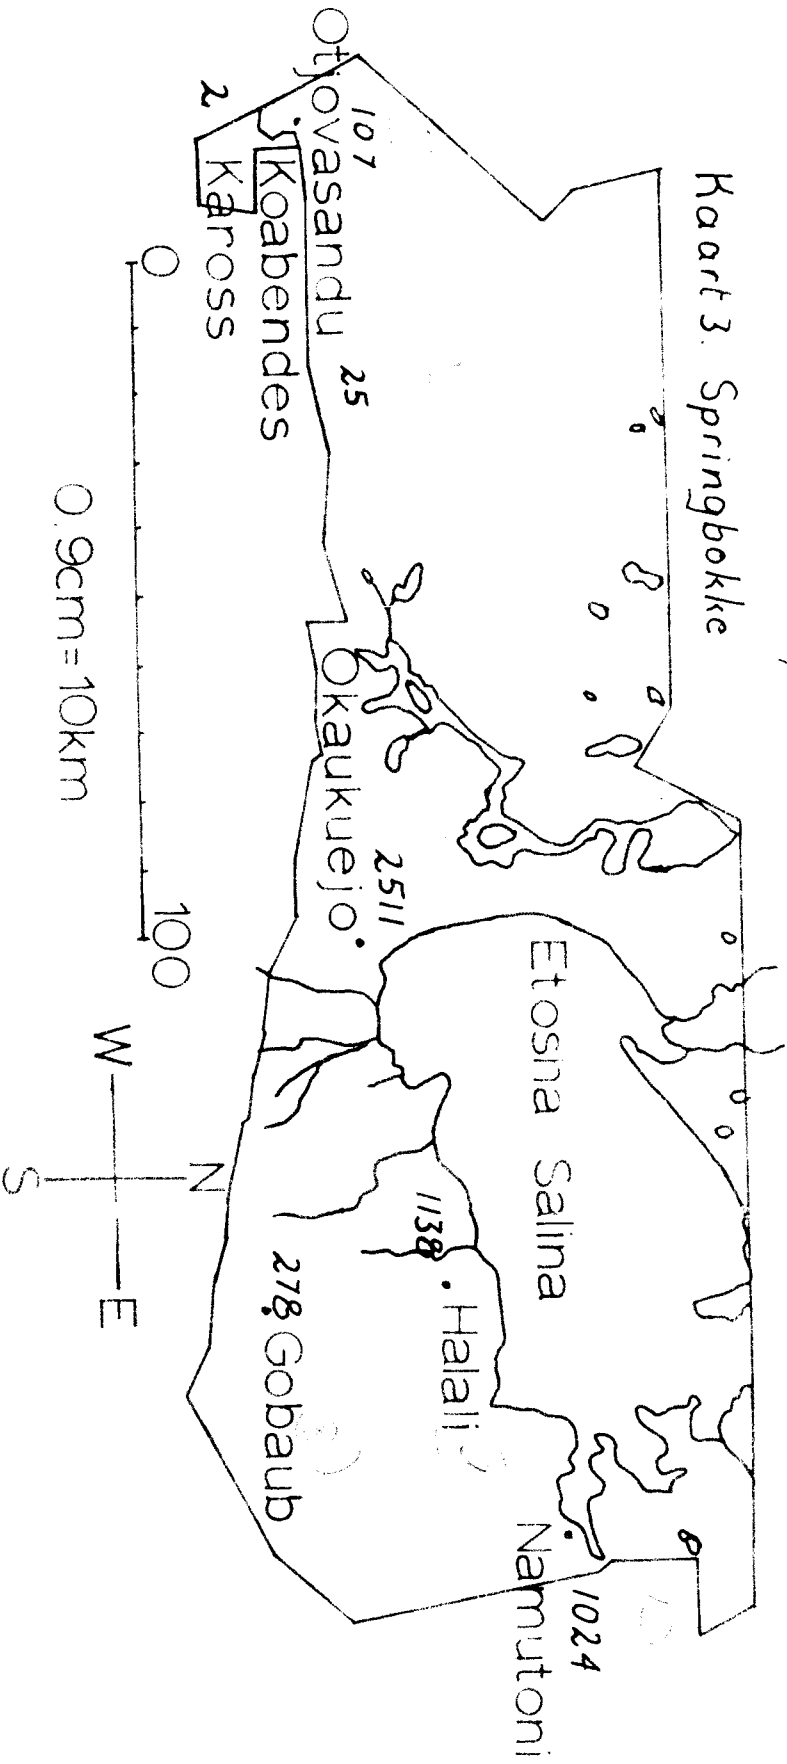 Kaart 3. Springbokke
Etosha Salina
1024
Namutoni
1138
Halali
2511
Okaukuejo
107
Otjovasandu
25
278
Gobaub
Koabendes
2
Kaross
0
100
0.9cm=10km
N
W
E
S